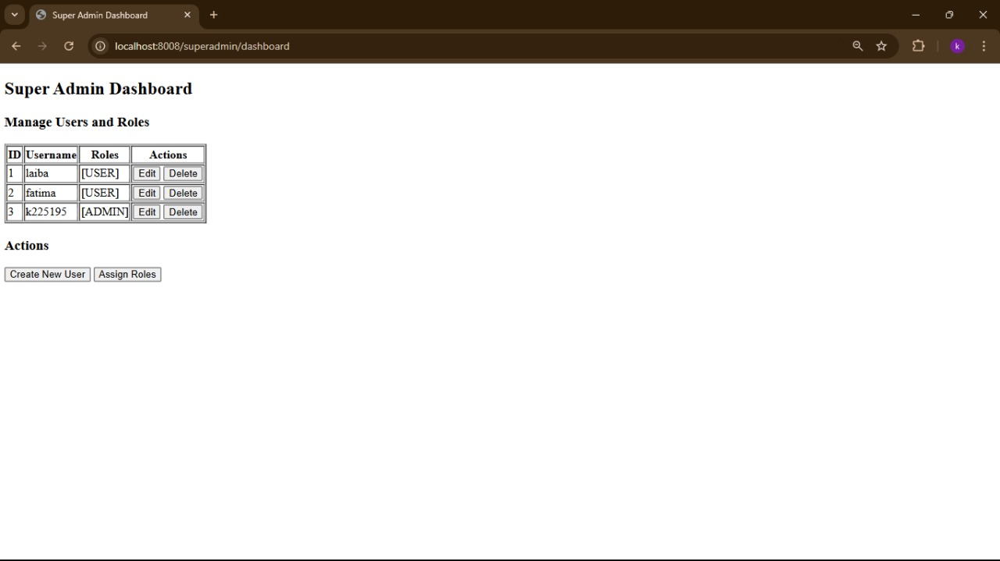 Super Admin Dashboard
localhost:8008/superadmin/dashboard
k
Super Admin Dashboard
Manage Users and Roles
ID Username Roles Actions
1 laiba [USER] Edit Delete
2 fatima [USER] Edit Delete
3 k225195 [ADMIN] Edit Delete
Actions
Create New User Assign Roles